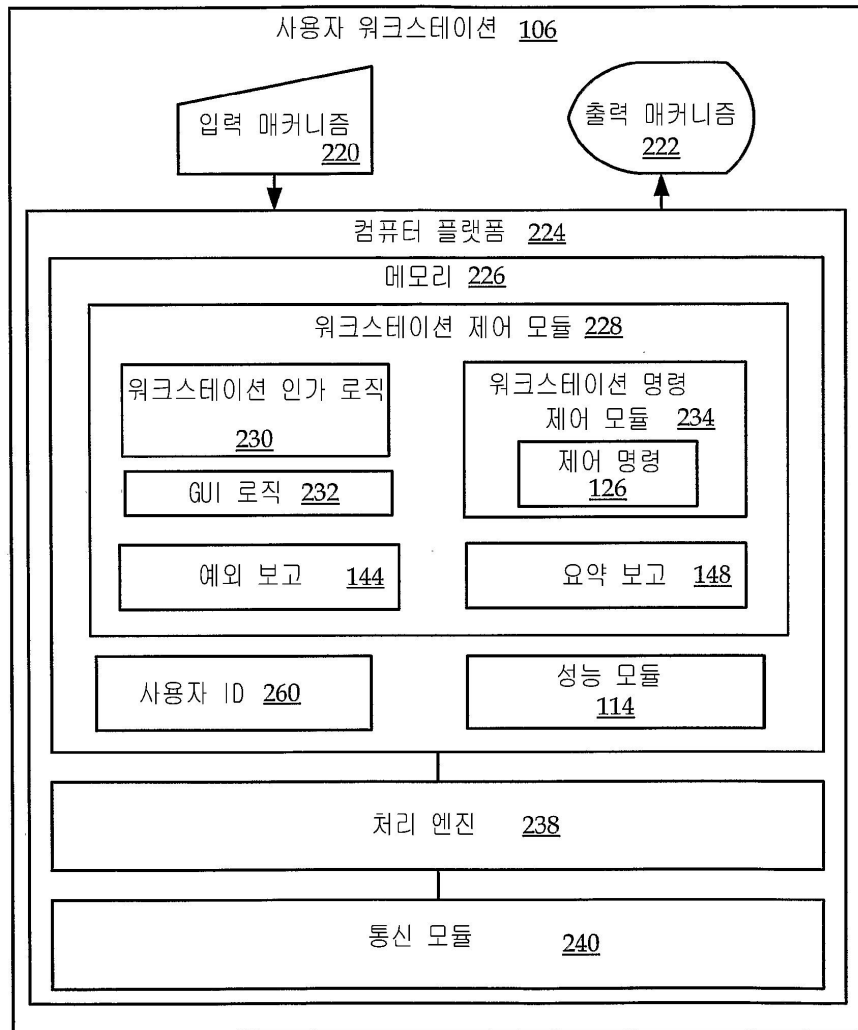 사용자 워크스테이션 106
입력 매커니즘
220
출력 매커니즘
222
컴퓨터 플랫폼 224
메모리 226
워크스테이션 제어 모듈 228
워크스테이션 인가 로직
230
워크스테이션 명령
제어 모듈 234
제어 명령
126
GUI 로직 232
예외 보고 144
요약 보고 148
사용자 ID 260
성능 모듈
114
처리 엔진 238
통신 모듈 240